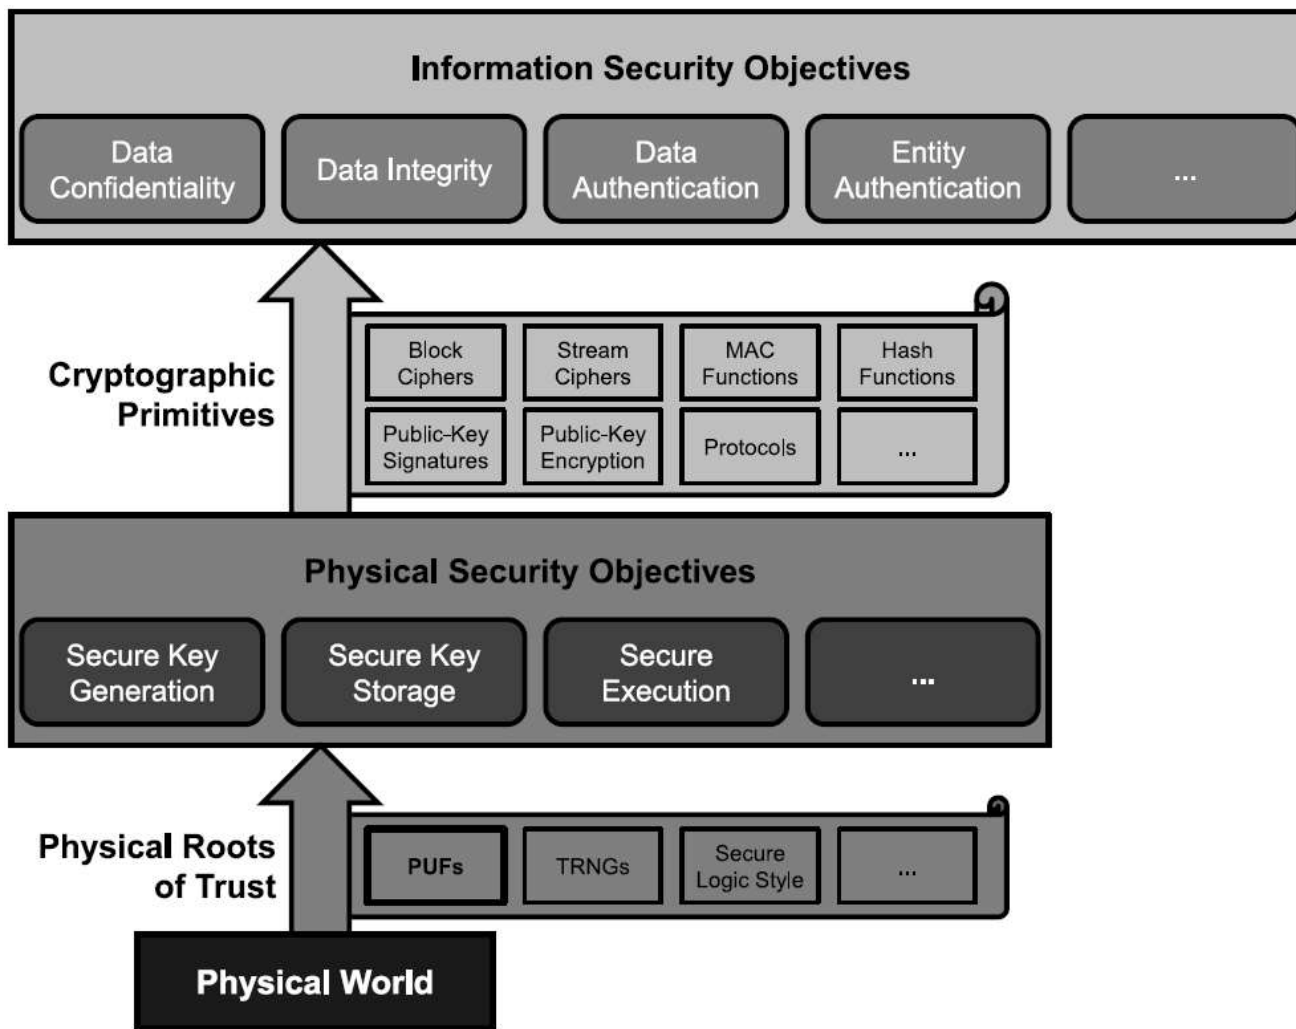 Information Security Objectives
Data
Confidentiality
Data Integrity
Data
Authentication
Entity
Authentication
...
Cryptographic
Primitives
Block
Ciphers
Stream
Ciphers
MAC
Functions
Hash
Functions
Public-Key
Signatures
Public-Key
Encryption
Protocols
...
Physical Security Objectives
Secure Key
Generation
Secure Key
Storage
Secure
Execution
...
Physical Roots
of Trust
PUFs
TRNGs
Secure
Logic Style
...
Physical World